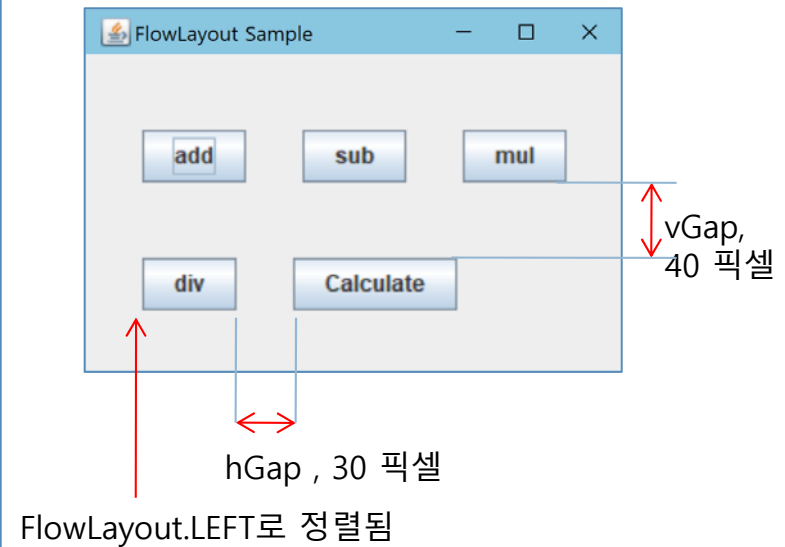 FlowLayout Sample
add
sub
mul
vGap,
40 픽셀
div
Calculate
hGap , 30 픽셀
FlowLayout.LEFT로 정렬됨